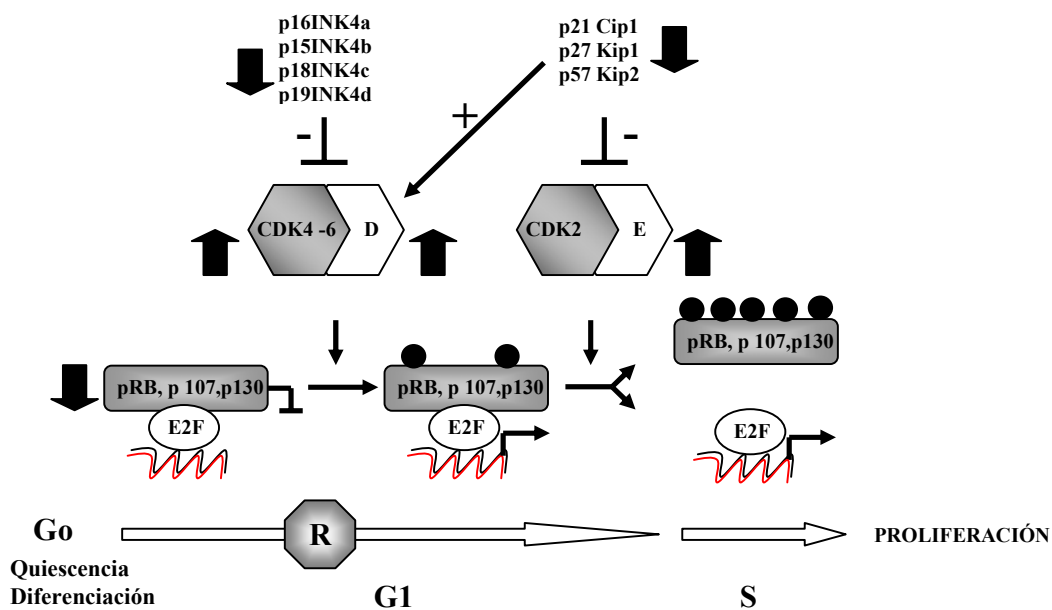 p16INK4a
p15INK4b
p18INK4c
p19INK4d
p21 Cip1
p27 Kip1
p57 Kip2
-
+
-
CDK4 -6
D
CDK2
E
pRB, p 107,p130
pRB, p 107,p130
pRB, p 107,p130
E2F
E2F
E2F
Go
R
PROLIFERACIÓN
Quiescencia
Diferenciación
G1
S